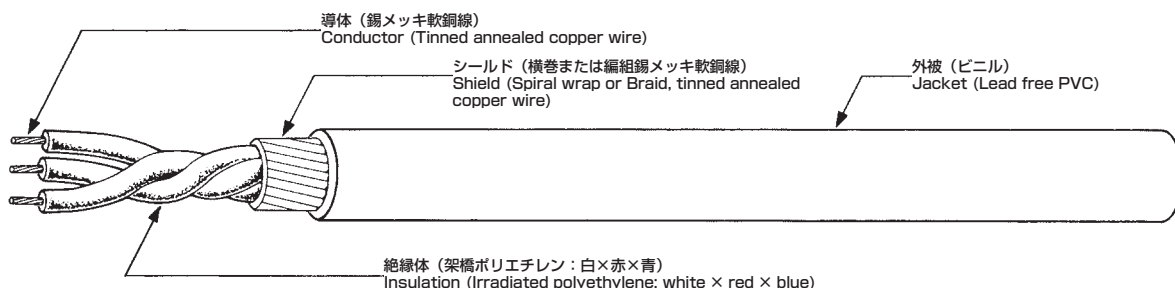 導体（錫メッキ軟銅線）
Conductor (Tinned annealed copper wire)
シールド（横巻または編組錫メッキ軟銅線）
Shield (Spiral wrap or Braid, tinned annealed
copper wire)
外被（ビニル）
Jacket (Lead free PVC)
絶縁体（架橋ポリエチレン：白×赤×青）
Insulation (Irradiated polyethylene: white × red × blue)